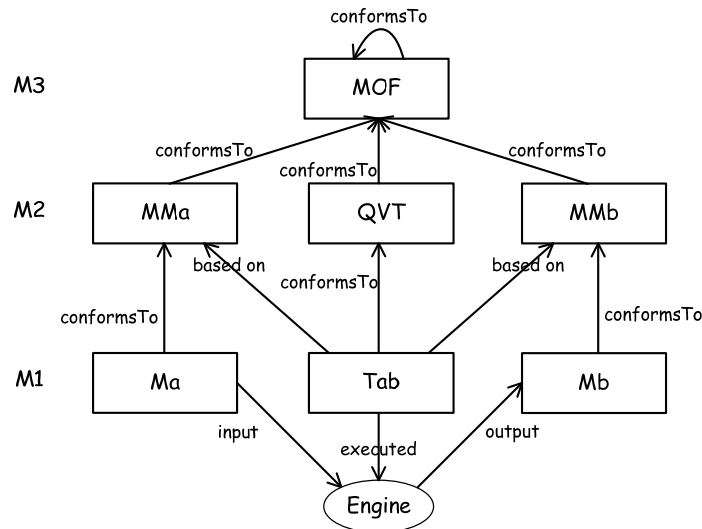 conformsTo
M3
MOF
conformsTo
conformsTo
conformsTo
M2
MMa
QVT
MMb
based on
conformsTo
based on
conformsTo
conformsTo
M1
Ma
Tab
Mb
input
executed
output
Engine